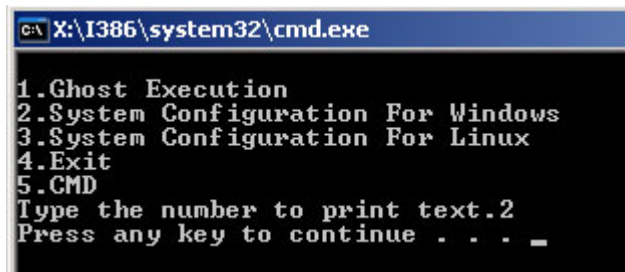 C:\ X:\I386\system32\cmd.exe
1.Ghost Execution
2.System Configuration For Windows
3.System Configuration For Linux
4.Exit
5.CMD
Type the number to print text.2
Press any key to continue . . . _